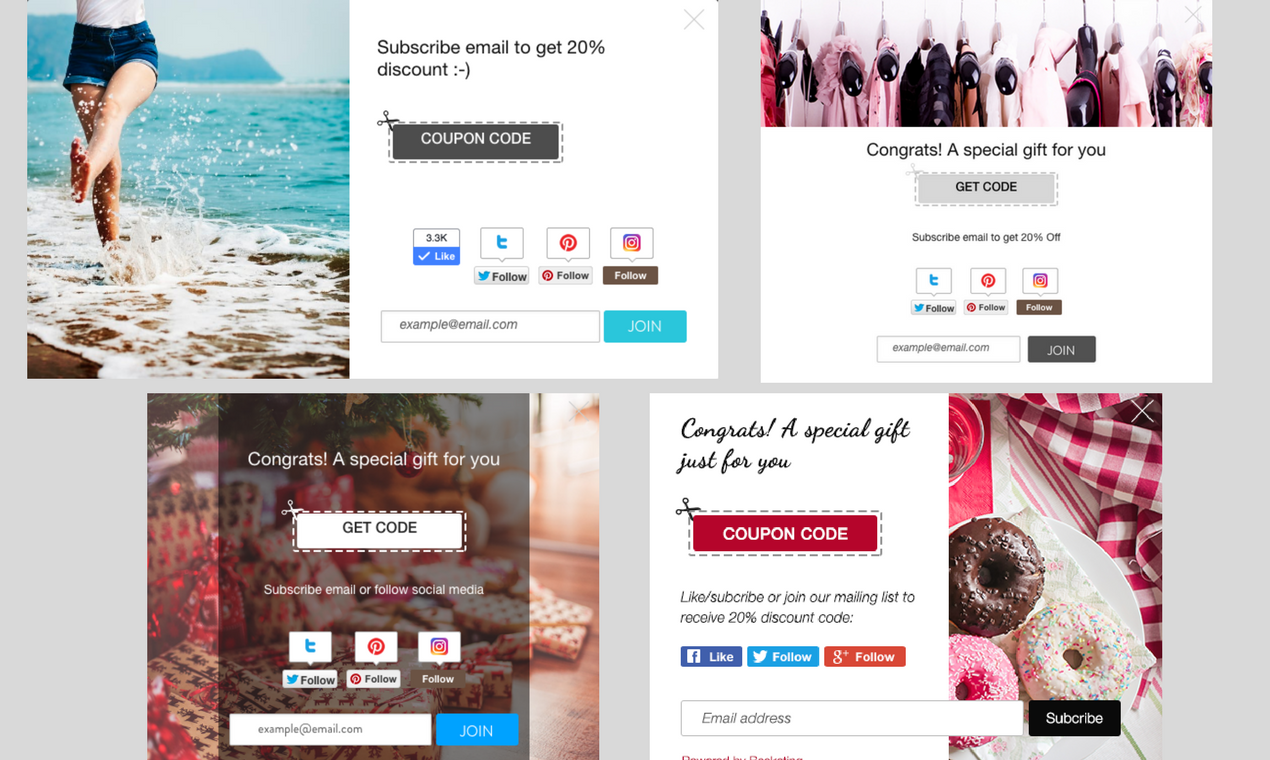 Subscribe email to get 20%
discount :-)
COUPON CODE
3.3K
Like
Follow
Follow
Follow
example@email.com
JOIN
Congrats! A special gift for you
GET CODE
Subscribe email to get 20% Off
Follow
Follow
Follow
example@email.com
JOIN
Congrats! A special gift for you
GET CODE
Subscribe email or follow social media
Follow
Follow
Follow
example@email.com
JOIN
Congrats! A special gift
just for you
COUPON CODE
Like/subcribe or join our mailing list to
receive 20% discount code:
Like
Follow
Follow
Email address
Subcribe